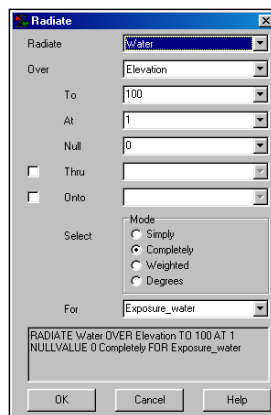 Radiate
Radiate Water
Over Elevation
To 100
At 1
Null 0
Thru
Onto
Select Mode
Simply
Completely
Weighted
Degrees
For Exposure_water
RADIATE Water OVER Elevation TO 100 AT 1
NULLVALUE 0 Completely FOR Exposure_water
OK Cancel Help